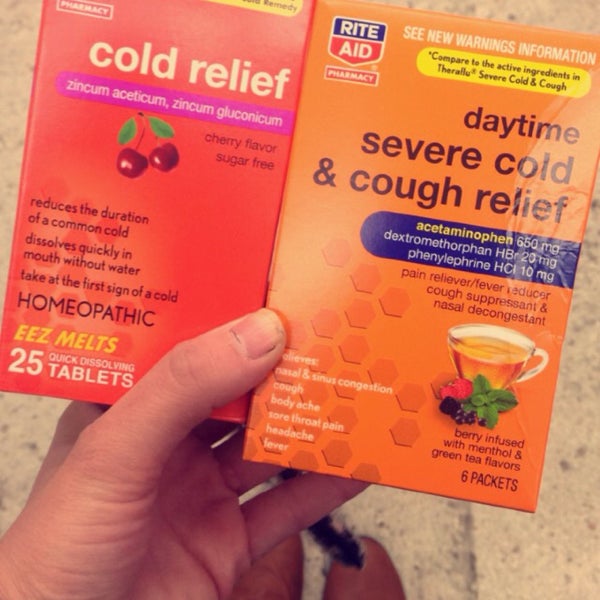 PHARMACY
Cold Remedy
cold relief
zincum aceticum, zincum gluconicum
cherry flavor
sugar free
reduces the duration
of a common cold
dissolves quickly in
mouth without water
take at the first sign of a cold
HOMEOPATHIC
EEZ MELTS
25 QUICK DISSOLVING
TABLETS
RITE
AID
®
PHARMACY
SEE NEW WARNINGS INFORMATION
*Compare to the active ingredients in
Theraflu® Severe Cold & Cough
daytime
severe cold
& cough relief
acetaminophen 650 mg
dextromethorphan HBr 20 mg
phenylephrine HCl 10 mg
pain reliever/fever reducer
cough suppressant &
nasal decongestant
elieves:
nasal & sinus congestion
cough
body ache
sore throat pain
headache
fever
berry infused
with menthol &
green tea flavors
6 PACKETS